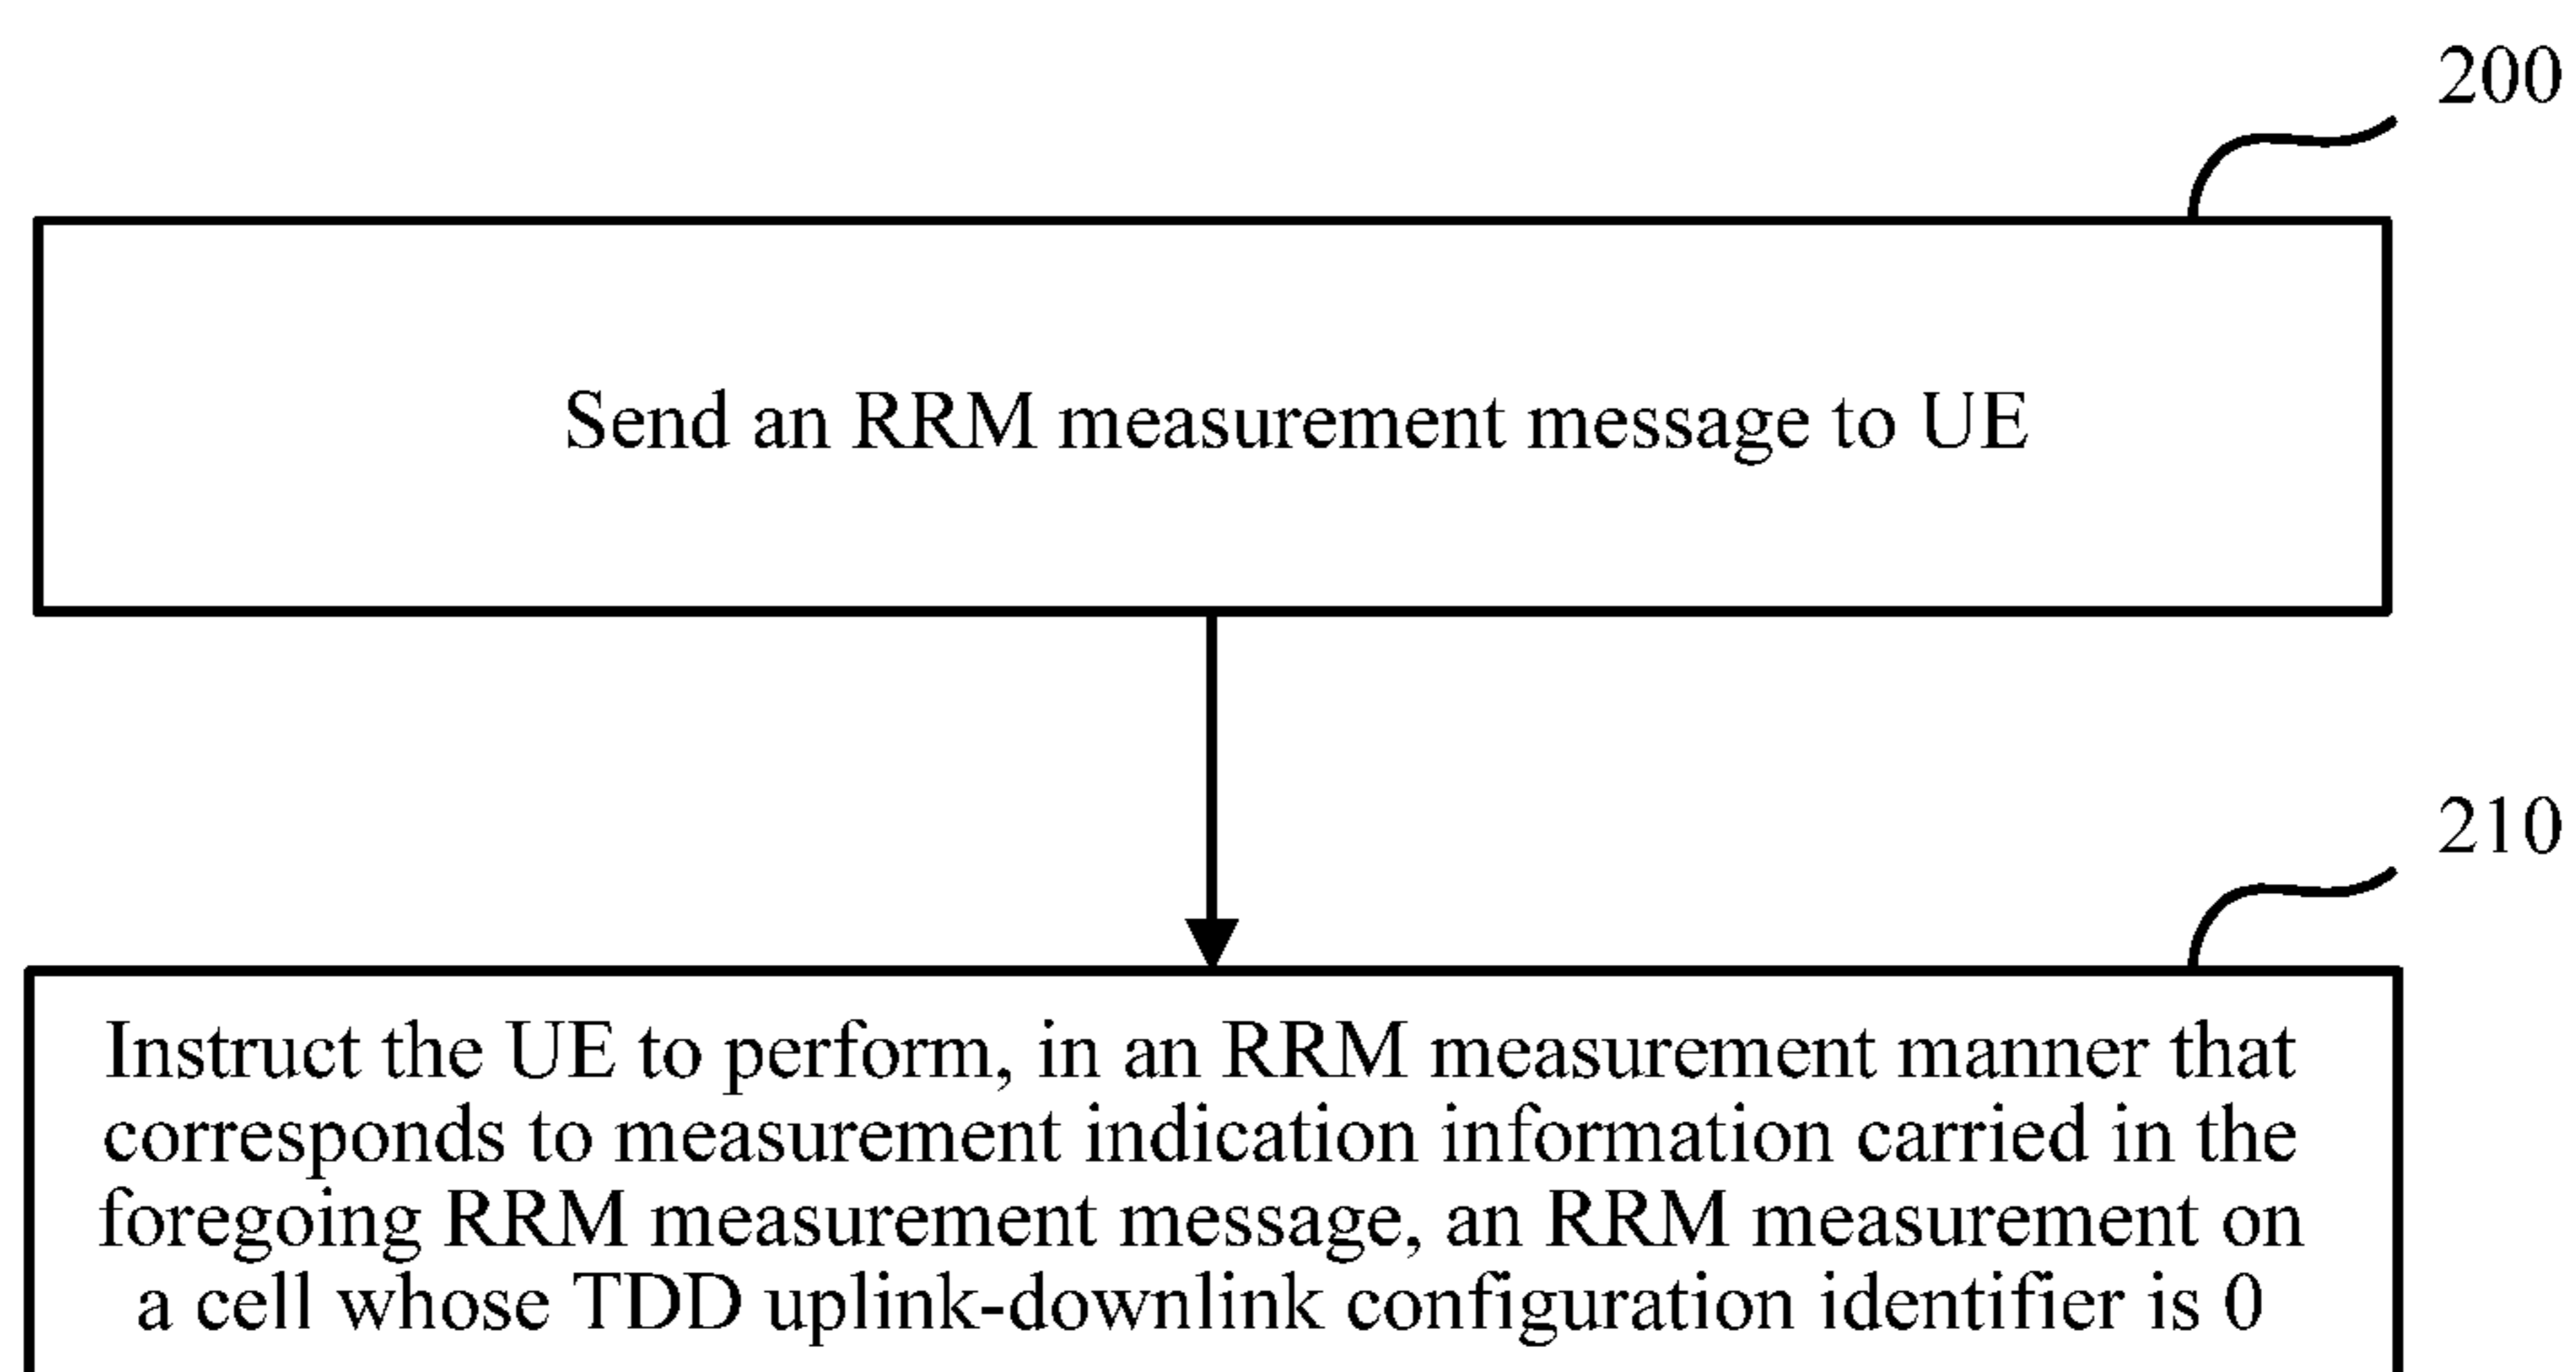 200
Send an RRM measurement message to UE
210
Instruct the UE to perform, in an RRM measurement manner that
corresponds to measurement indication information carried in the
foregoing RRM measurement message, an RRM measurement on
a cell whose TDD uplink-downlink configuration identifier is 0